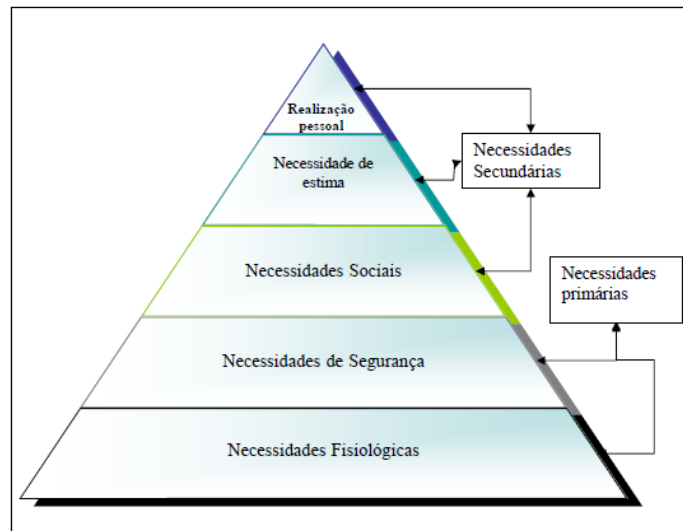 Realização
pessoal
Necessidade de
estima
Necessidades
Secundárias
Necessidades Sociais
Necessidades
primárias
Necessidades de Segurança
Necessidades Fisiológicas